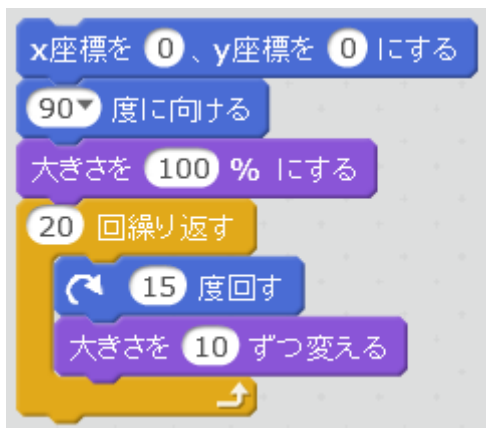 x座標を 0 、y座標を 0 にする
90 度に向ける
大きさを 100 % にする
20 回繰り返す
15 度回す
大きさを 10 ずつ変える